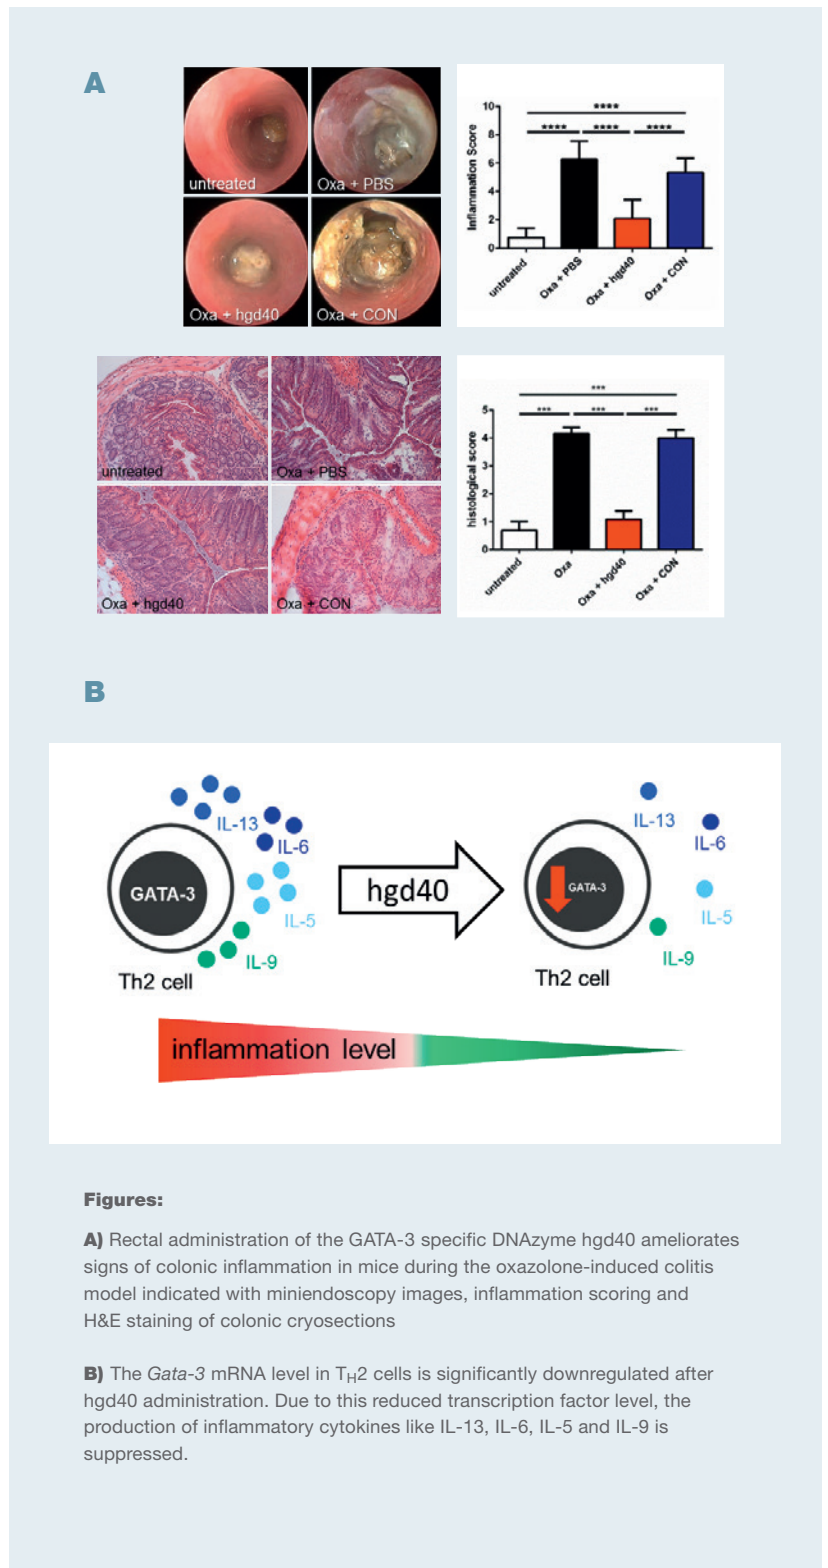 A
untreated
Oxa + PBS
Oxa + hgd40
Oxa + CON
Inflammation Score
10
8
6
4
2
0
****
**** **** ****
untreated
Oxa + PBS
Oxa + hgd40
Oxa + CON
untreated
Oxa + PBS
Oxa + hgd40
Oxa + CON
histological score
5
4
3
2
1
0
***
*** *** ***
untreated
Oxa
Oxa + hgd40
Oxa + CON
B
GATA-3
IL-13
IL-6
IL-5
IL-9
Th2 cell
hgd40
GATA-3
IL-13
IL-6
IL-5
IL-9
Th2 cell
inflammation level
Figures:
A) Rectal administration of the GATA-3 specific DNAzyme hgd40 ameliorates
signs of colonic inflammation in mice during the oxazolone-induced colitis
model indicated with miniendoscopy images, inflammation scoring and
H&E staining of colonic cryosections
B) The Gata-3 mRNA level in TH2 cells is significantly downregulated after
hgd40 administration. Due to this reduced transcription factor level, the
production of inflammatory cytokines like IL-13, IL-6, IL-5 and IL-9 is
suppressed.